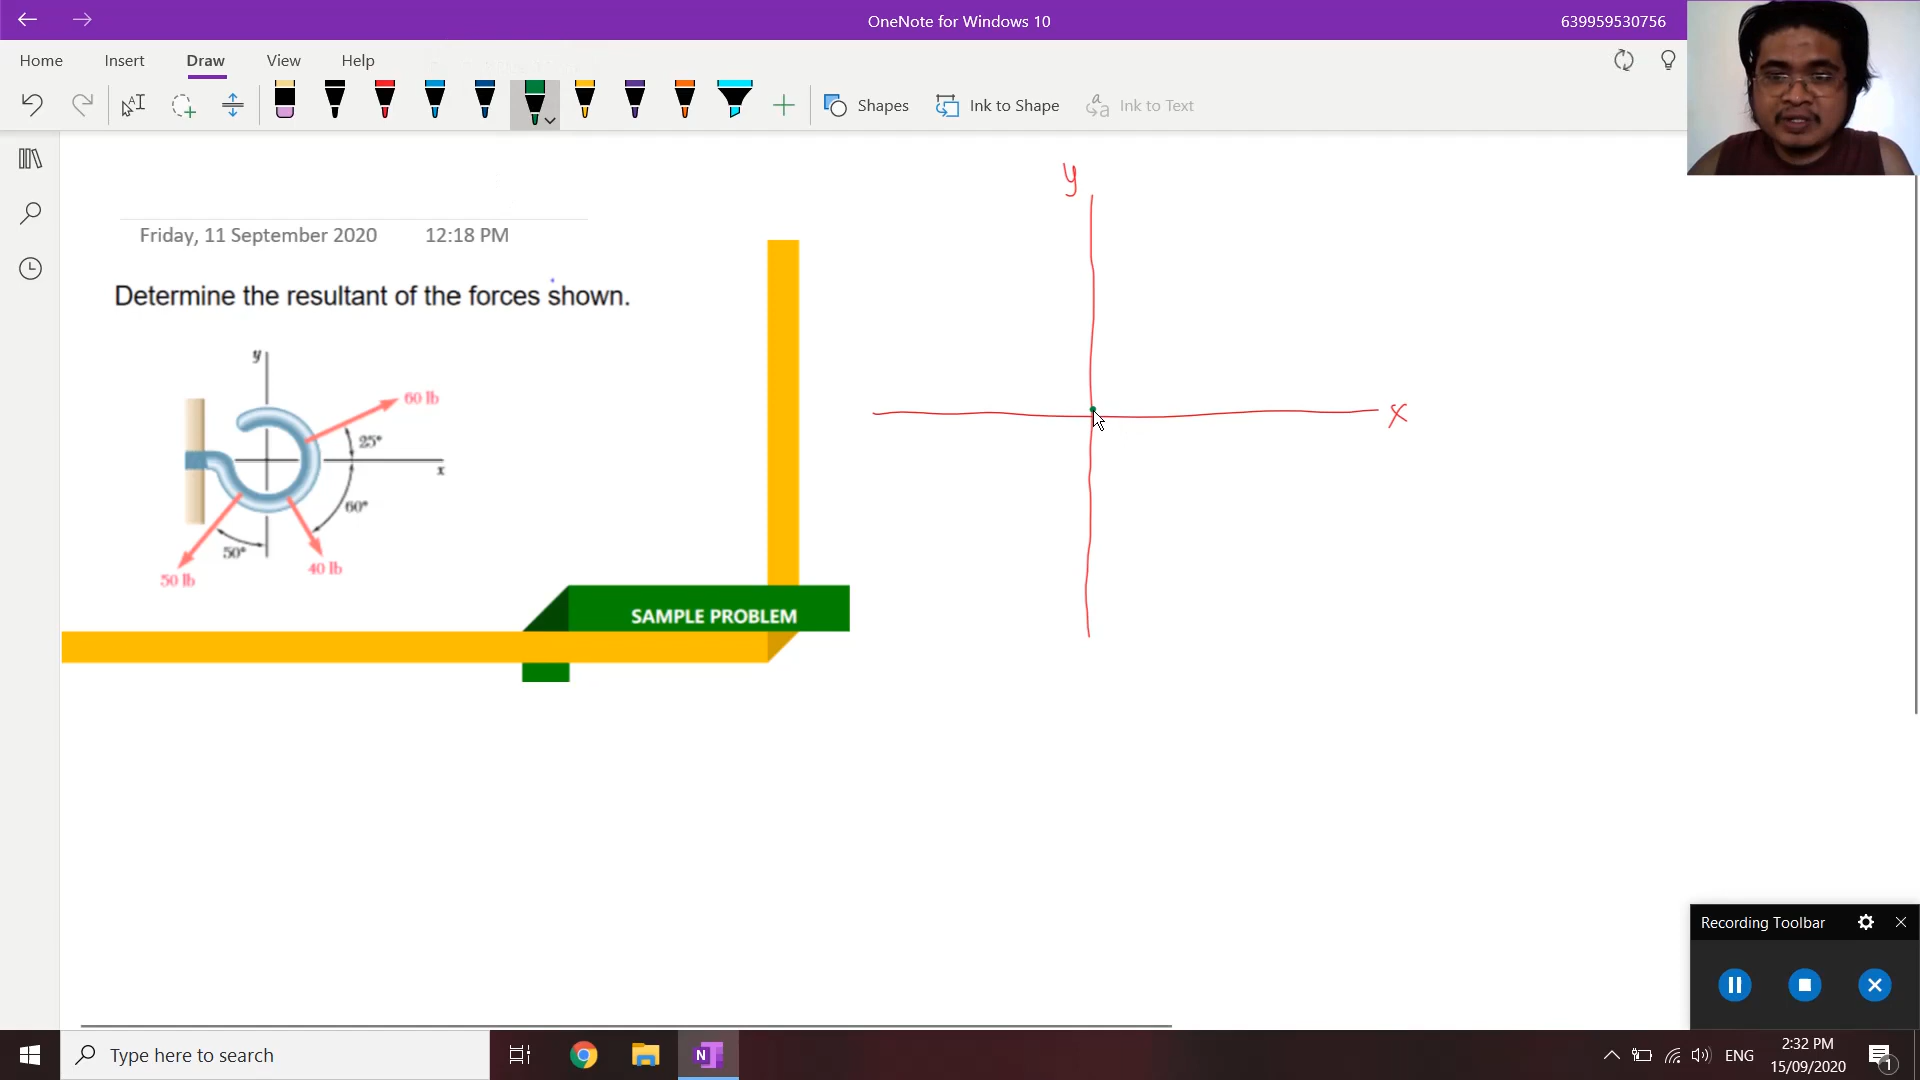 OneNote for Windows 10
639959530756
Home Insert Draw View Help
Shapes Ink to Shape Ink to Text
Friday, 11 September 2020 12:18 PM
Determine the resultant of the forces shown.
y
60 lb
25°
x
60°
50°
40 lb
50 lb
SAMPLE PROBLEM
y
x
Recording Toolbar
Type here to search
N
ENG
2:32 PM
15/09/2020
1